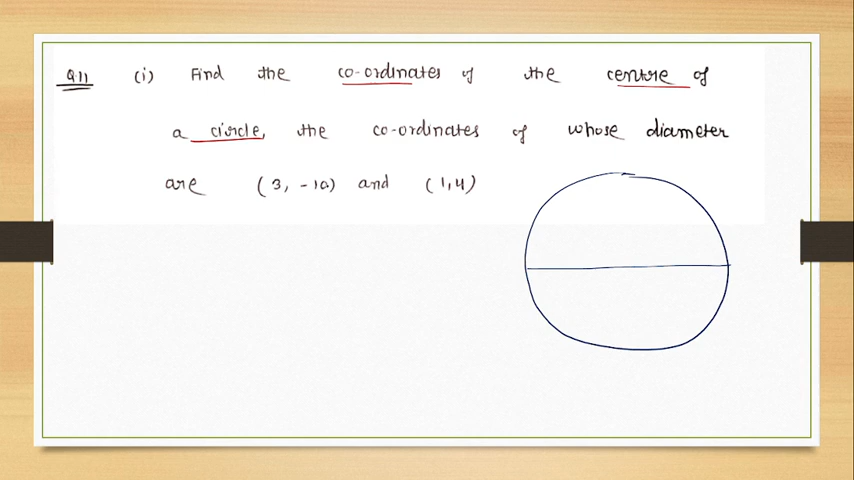 Q11 (i) Find the co-ordinates of the centre of
a circle, the co-ordinates of whose diameter
are (3, -10) and (1,4)